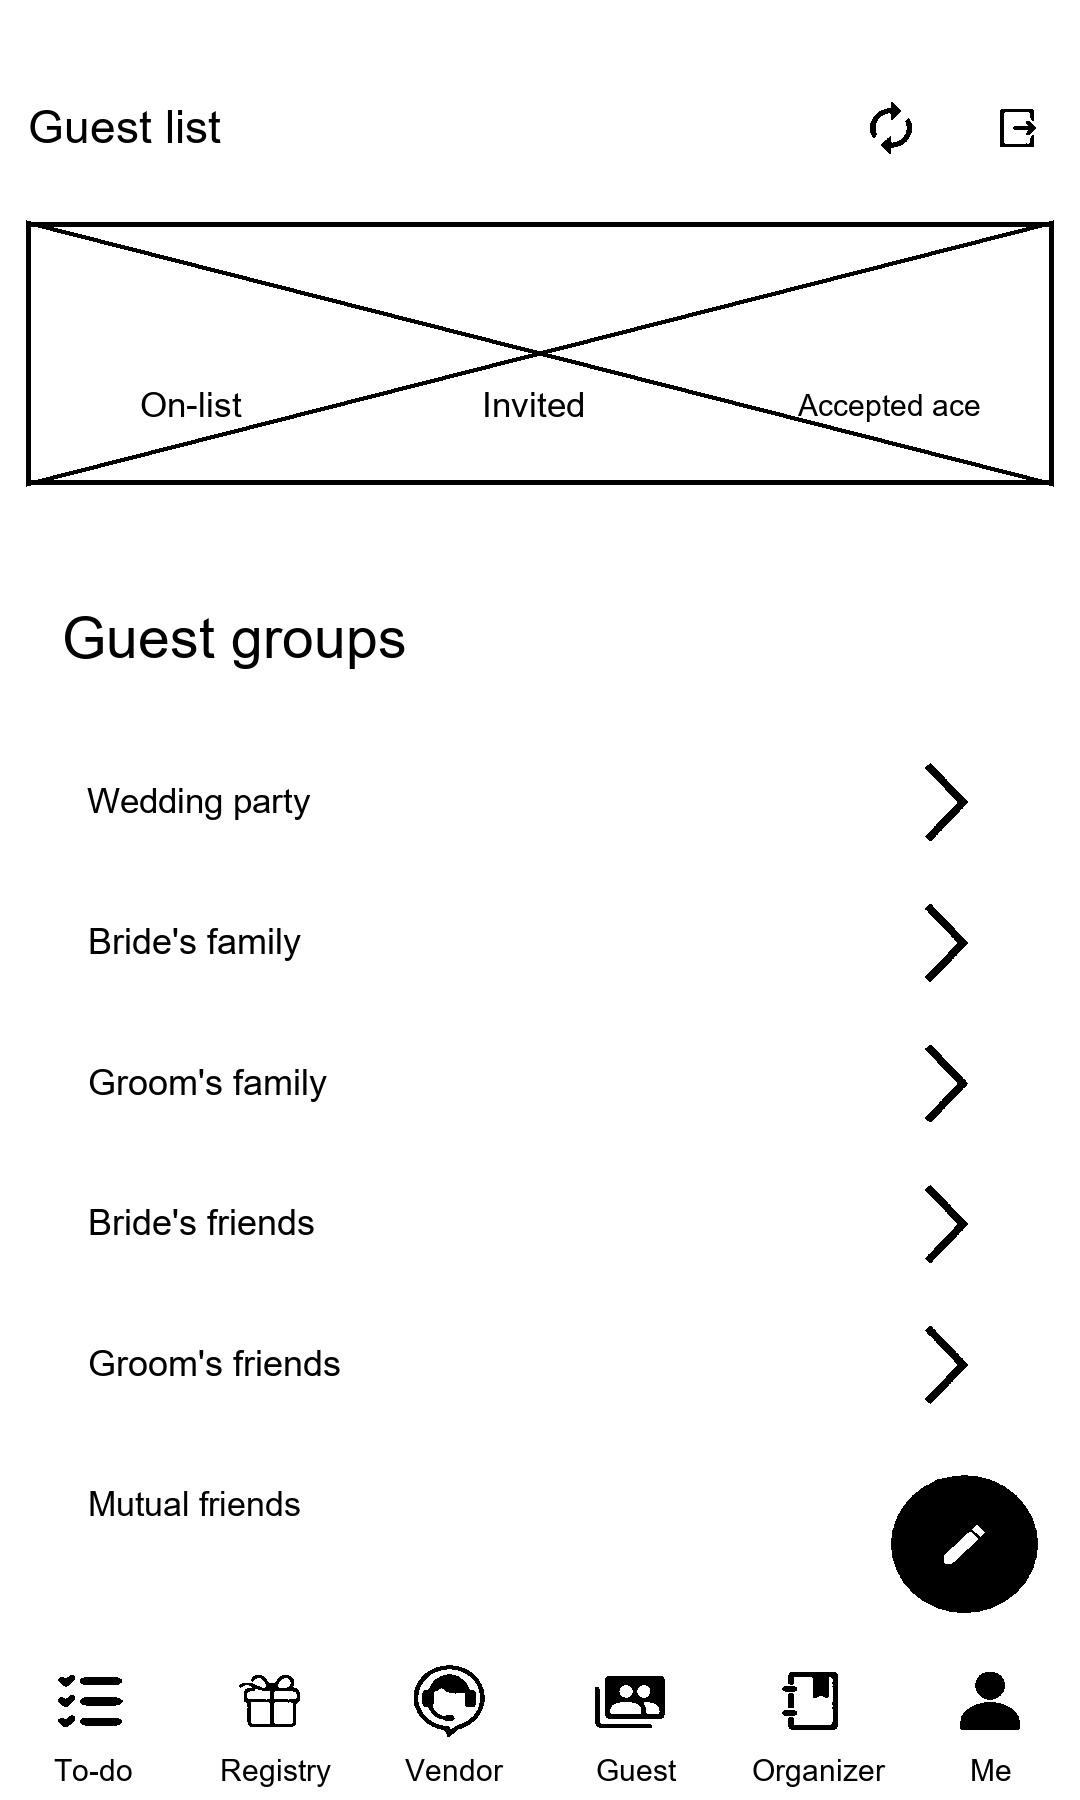 Guest list
On-list Invited Accepted ace
Guest groups
Wedding party
Bride's family
Groom's family
Bride's friends
Groom's friends
Mutual friends
To-do Registry Vendor Guest Organizer Me